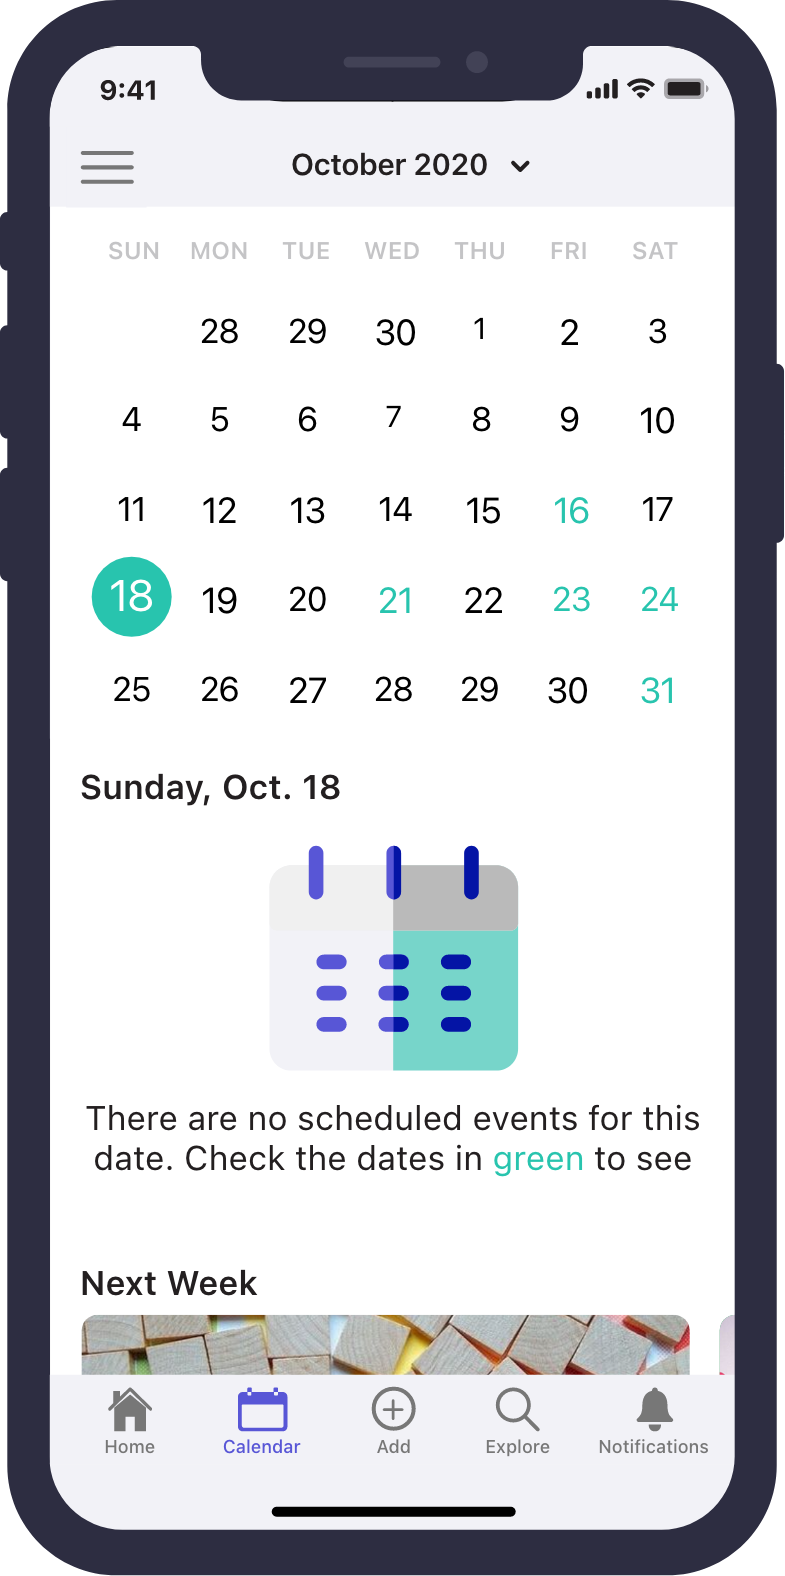 9:41
October 2020
SUN MON TUE WED THU FRI SAT
28 29 30 1 2 3
4 5 6 7 8 9 10
11 12 13 14 15 16 17
18 19 20 21 22 23 24
25 26 27 28 29 30 31
Sunday, Oct. 18
There are no scheduled events for this
date. Check the dates in green to see
Next Week
Home Calendar Add Explore Notifications